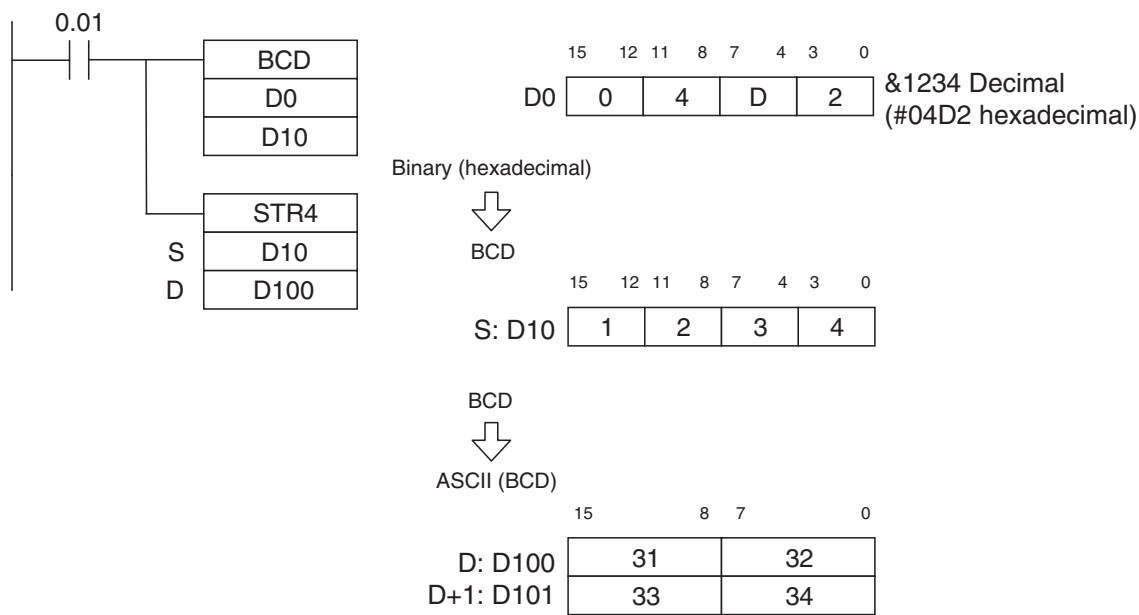 0.01
BCD
D0
D10
STR4
S D10
D D100
15 12 11 8 7 4 3 0
D0 0 4 D 2
&1234 Decimal
(#04D2 hexadecimal)
Binary (hexadecimal)
BCD
15 12 11 8 7 4 3 0
S: D10 1 2 3 4
BCD
ASCII (BCD)
15 8 7 0
D: D100 31 32
D+1: D101 33 34